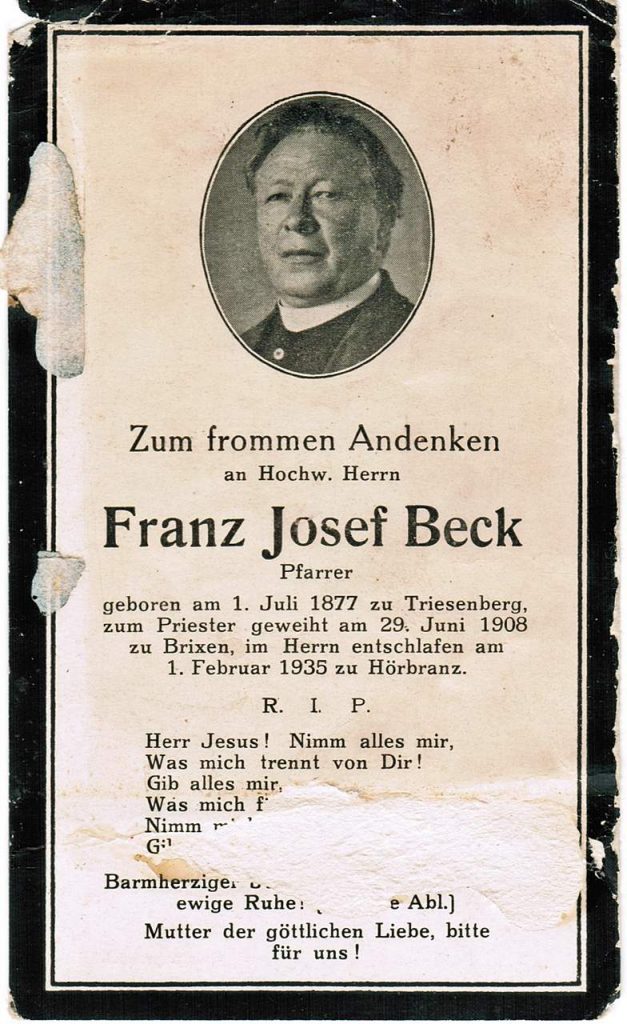 Zum frommen Andenken
an Hochw. Herrn
Franz Josef Beck
Pfarrer
geboren am 1. Juli 1877 zu Triesenberg,
zum Priester geweiht am 29. Juni 1908
zu Brixen, im Herrn entschlafen am
1. Februar 1935 zu Hörbranz.
R. I. P.
Herr Jesus! Nimm alles mir,
Was mich trennt von Dir!
Gib alles mir,
Was mich
Nimm
Barmherziger
ewige Ruhe! Abl.]
Mutter der göttlichen Liebe, bitte
für uns!